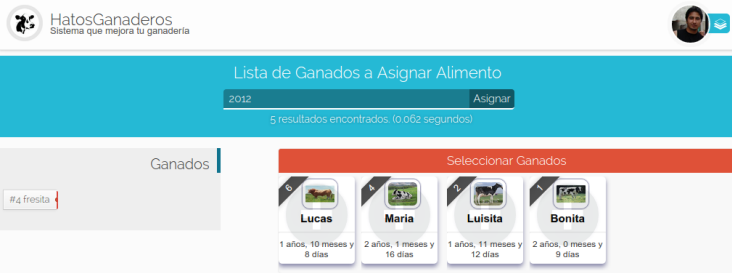 HatosGanaderos
Sistema que mejora tu ganadería
Lista de Ganados a Asignar Alimento
2012 Asignar
5 resultados encontrados. (0.062 segundos)
Ganados
#4 fresita
Seleccionar Ganados
6
Lucas
1 años, 10 meses y
8 días
4
Maria
2 años, 1 meses y
16 días
2
Luisita
1 años, 11 meses y
12 días
1
Bonita
2 años, 0 meses y
9 días